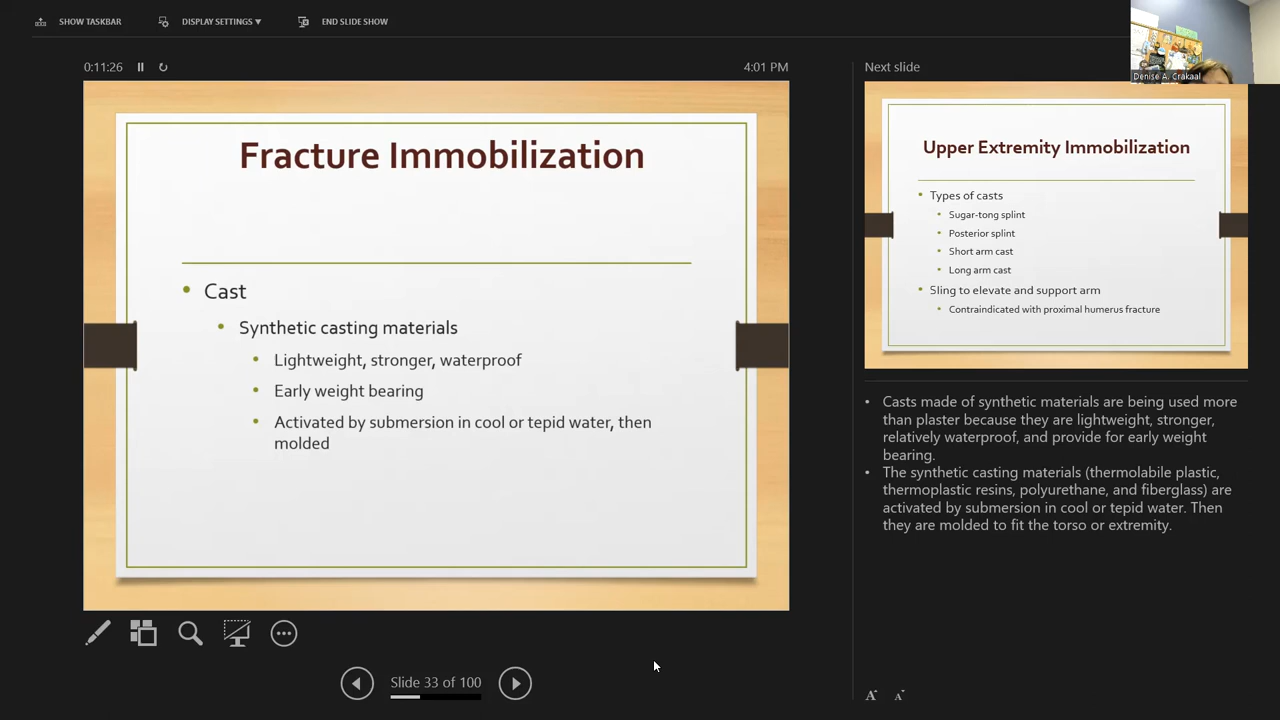 SHOW TASKBAR
DISPLAY SETTINGS ▼
END SLIDE SHOW
0:11:26
4:01 PM
Fracture Immobilization
• Cast
• Synthetic casting materials
• Lightweight, stronger, waterproof
• Early weight bearing
• Activated by submersion in cool or tepid water, then
molded
Slide 33 of 100
Next slide
Denise A. Crakaal
Upper Extremity Immobilization
• Types of casts
• Sugar-tong splint
• Posterior splint
• Short arm cast
• Long arm cast
• Sling to elevate and support arm
• Contraindicated with proximal humerus fracture
• Casts made of synthetic materials are being used more
than plaster because they are lightweight, stronger,
relatively waterproof, and provide for early weight
bearing.
• The synthetic casting materials (thermolabile plastic,
thermoplastic resins, polyurethane, and fiberglass) are
activated by submersion in cool or tepid water. Then
they are molded to fit the torso or extremity.
A A